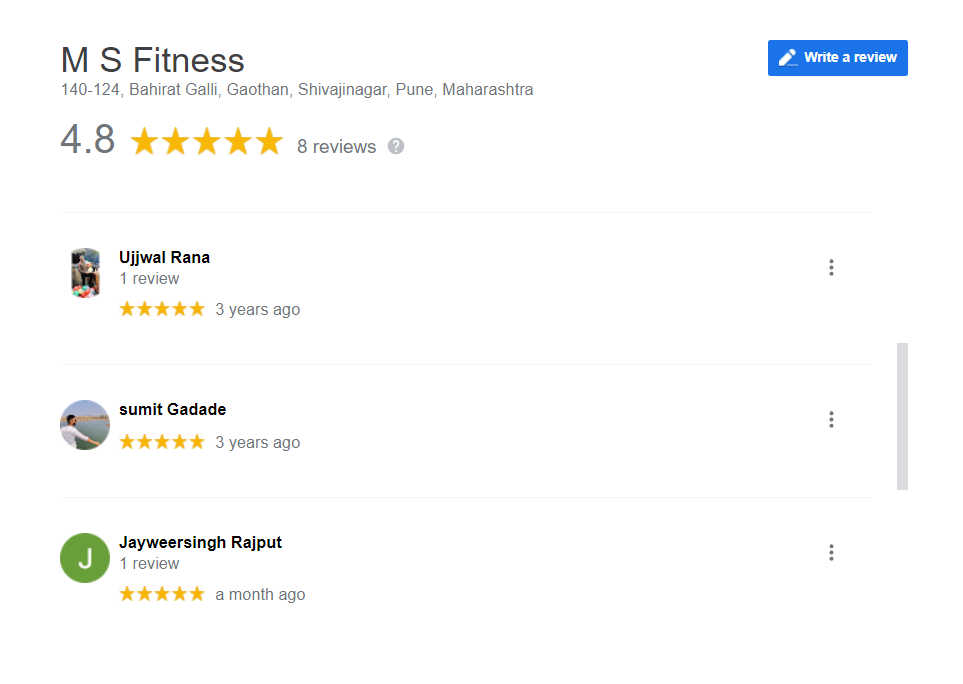 M S Fitness
Write a review
140-124, Bahirat Galli, Gaothan, Shivajinagar, Pune, Maharashtra
4.8 8 reviews ?
Ujjwal Rana
1 review
3 years ago
sumit Gadade
3 years ago
J
Jayweersingh Rajput
1 review
a month ago